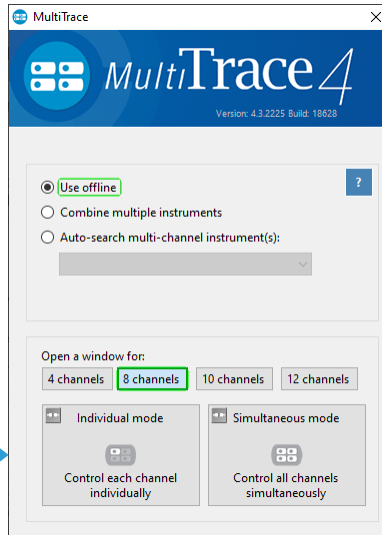 MultiTrace
MultiTrace 4
Version: 4.3.2225 Build: 18628
Use offline
?
Combine multiple instruments
Auto-search multi-channel instrument(s):
Open a window for:
4 channels 8 channels 10 channels 12 channels
Individual mode
Control each channel
individually
Simultaneous mode
Control all channels
simultaneously